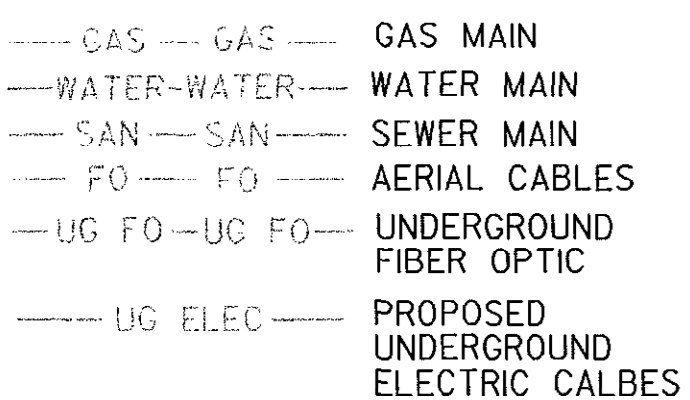 GAS GAS GAS MAIN
WATER-WATER WATER MAIN
SAN SAN SEWER MAIN
FO FO AERIAL CABLES
UG FO UG FO UNDERGROUND
FIBER OPTIC
UG ELEC PROPOSED
UNDERGROUND
ELECTRIC CALBES